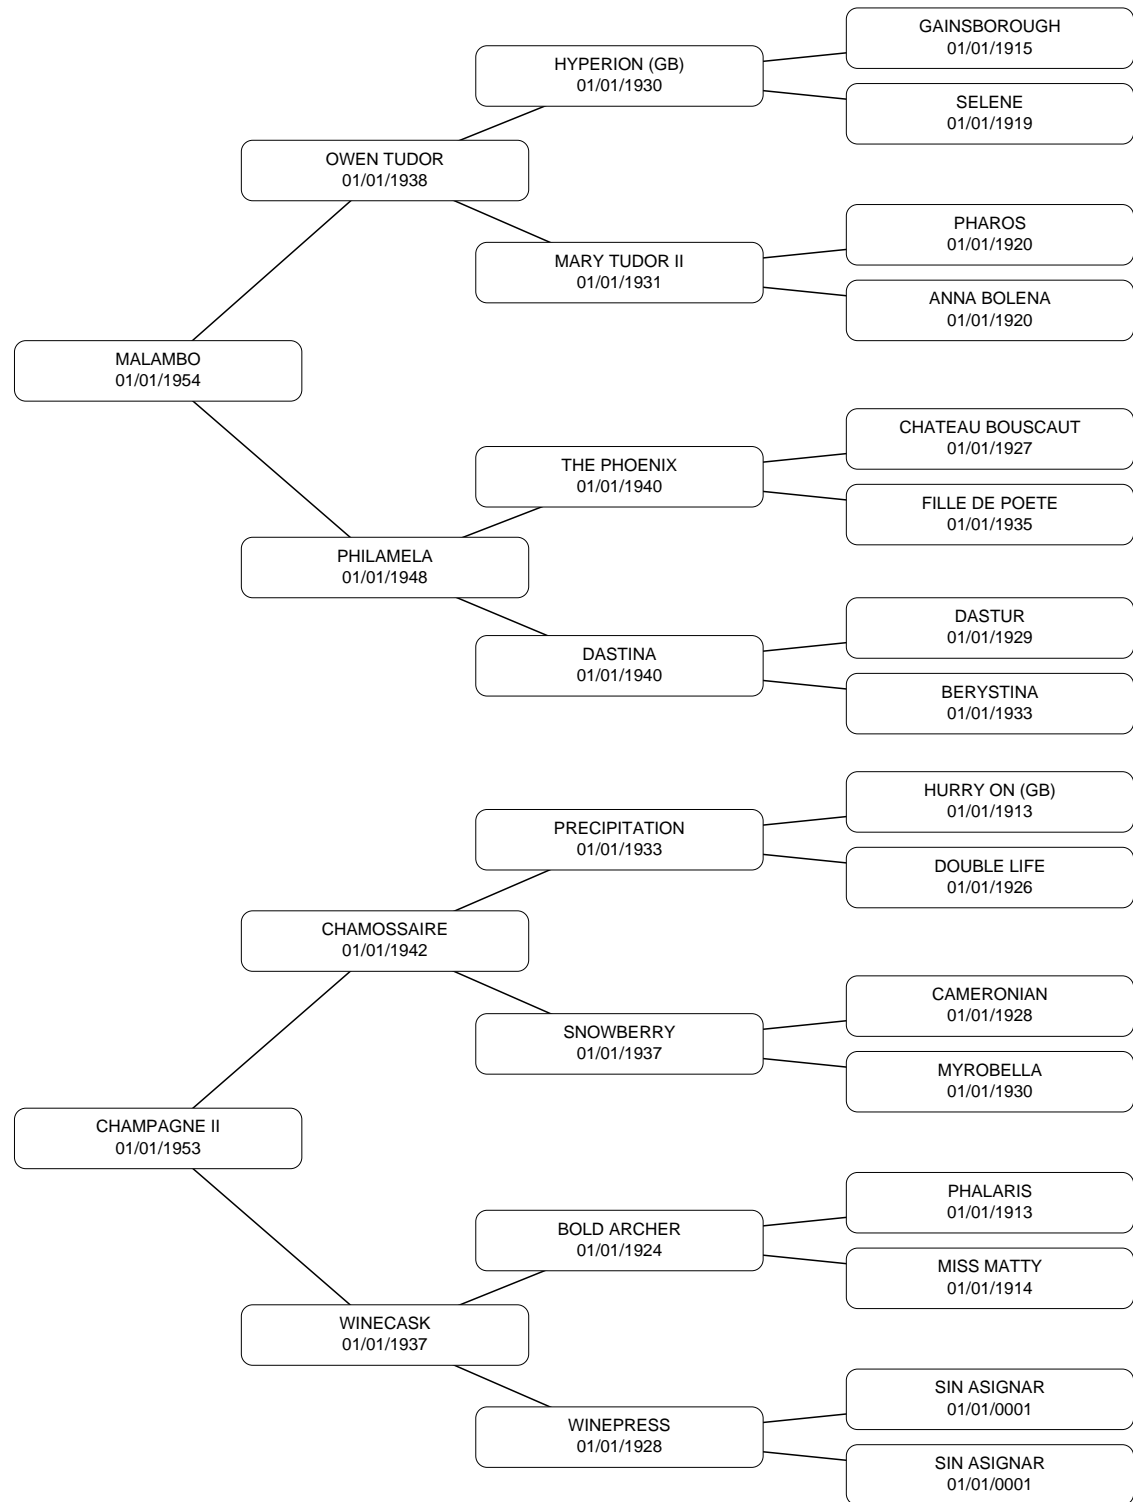 GAINSBOROUGH
01/01/1915
HYPERION (GB)
01/01/1930
SELENE
01/01/1919
OWEN TUDOR
01/01/1938
PHAROS
01/01/1920
MARY TUDOR II
01/01/1931
ANNA BOLENA
01/01/1920
MALAMBO
01/01/1954
CHATEAU BOUSCAUT
01/01/1927
THE PHOENIX
01/01/1940
FILLE DE POETE
01/01/1935
PHILAMELA
01/01/1948
DASTUR
01/01/1929
DASTINA
01/01/1940
BERYSTINA
01/01/1933
HURRY ON (GB)
01/01/1913
PRECIPITATION
01/01/1933
DOUBLE LIFE
01/01/1926
CHAMOSSAIRE
01/01/1942
CAMERONIAN
01/01/1928
SNOWBERRY
01/01/1937
MYROBELLA
01/01/1930
CHAMPAGNE II
01/01/1953
PHALARIS
01/01/1913
BOLD ARCHER
01/01/1924
MISS MATTY
01/01/1914
WINECASK
01/01/1937
SIN ASIGNAR
01/01/0001
WINEPRESS
01/01/1928
SIN ASIGNAR
01/01/0001